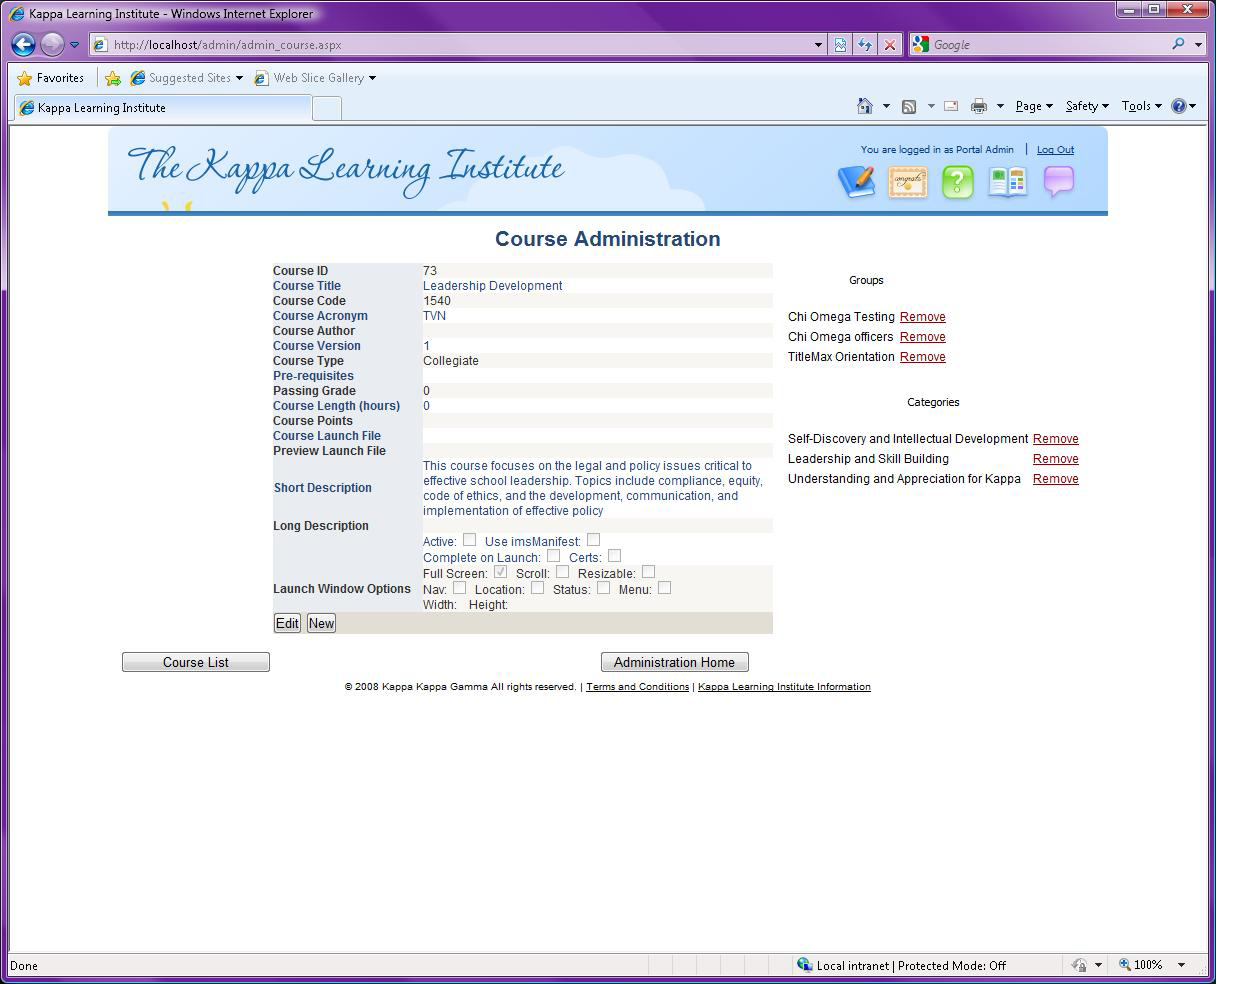 Kappa Learning Institute - Windows Internet Explorer
http://localhost/admin/admin_course.aspx
Google
Favorites
Suggested Sites
Web Slice Gallery
Kappa Learning Institute
Page
Safety
Tools
The Kappa Learning Institute
You are logged in as Portal Admin | Log Out
congrats
?
Course Administration
Course ID 73
Course Title Leadership Development
Course Code 1540
Course Acronym TVN
Course Author
Course Version 1
Course Type Collegiate
Pre-requisites
Passing Grade 0
Course Length (hours) 0
Course Points
Course Launch File
Preview Launch File
Short Description
This course focuses on the legal and policy issues critical to
effective school leadership. Topics include compliance, equity,
code of ethics, and the development, communication, and
implementation of effective policy
Long Description
Active: Use imsManifest:
Complete on Launch: Certs:
Launch Window Options
Full Screen: Scroll: Resizable:
Nav: Location: Status: Menu:
Width: Height:
Edit New
Groups
Chi Omega Testing Remove
Chi Omega officers Remove
TitleMax Orientation Remove
Categories
Self-Discovery and Intellectual Development Remove
Leadership and Skill Building Remove
Understanding and Appreciation for Kappa Remove
Course List
Administration Home
© 2008 Kappa Kappa Gamma All rights reserved. | Terms and Conditions | Kappa Learning Institute Information
Done
Local intranet | Protected Mode: Off
100%